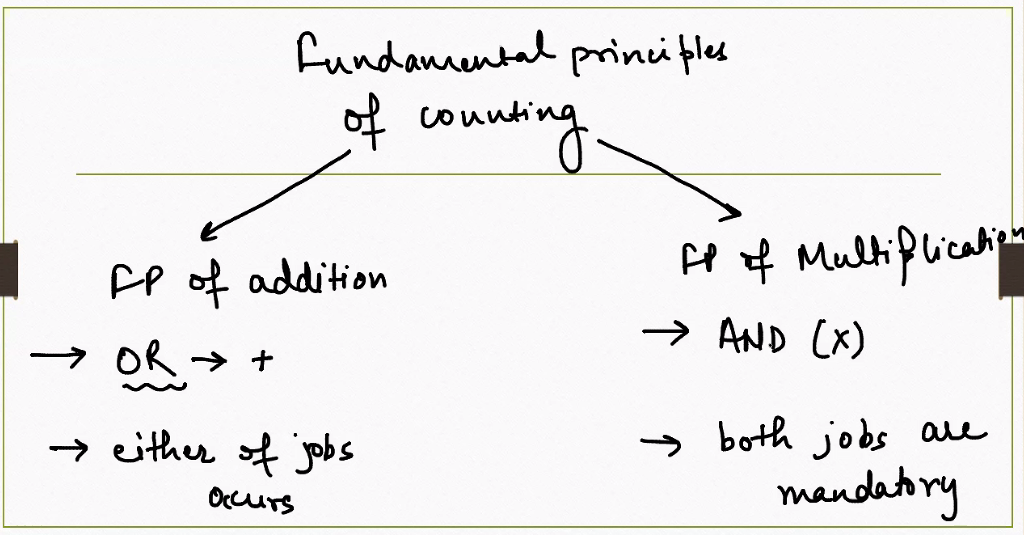 Fundamental principles
of counting
FP of addition
→ OR → +
→ either of jobs
occurs
FP of Multiplication
→ AND (x)
→ both jobs are
mandatory